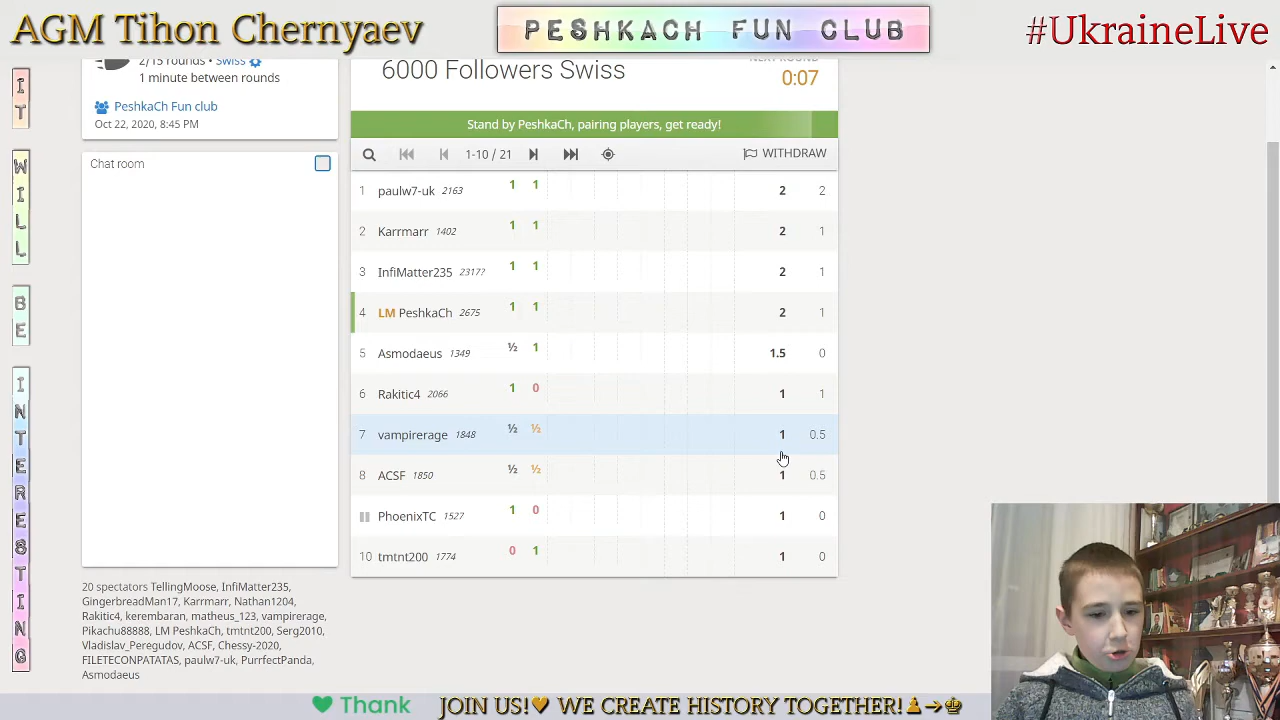 AGM Tihon Chernyaev
PESHKACH FUN CLUB
#UkraineLive
IT
WILL
BE
INTERESTING
2/15 rounds • Swiss
1 minute between rounds
PeshkaCh Fun club
Oct 22, 2020, 8:45 PM
Chat room
6000 Followers Swiss
NEXT ROUND
0:07
Stand by PeshkaCh, pairing players, get ready!
1-10 / 21 WITHDRAW
1 paulw7-uk 2163 1 1 2 2
2 Karrmarr 1402 1 1 2 1
3 InfiMatter235 2317? 1 1 2 1
4 LM PeshkaCh 2675 1 1 2 1
5 Asmodaeus 1349 ½ 1 1.5 0
6 Rakitic4 2066 1 0 1 1
7 vampirerage 1848 ½ ½ 1 0.5
8 ACSF 1850 ½ ½ 1 0.5
PhoenixTC 1527 1 0 1 0
10 tmtnt200 1774 0 1 1 0
20 spectators TellingMoose, InfiMatter235,
GingerbreadMan17, Karrmarr, Nathan1204,
Rakitic4, kerembaran, matheus_123, vampirerage,
Pikachu88888, LM PeshkaCh, tmtnt200, Serg2010,
Vladislav_Peregudov, ACSF, Chessy-2020,
FILETECONPATATAS, paulw7-uk, PurrfectPanda,
Asmodaeus
Thank JOIN US! WE CREATE HISTORY TOGETHER!